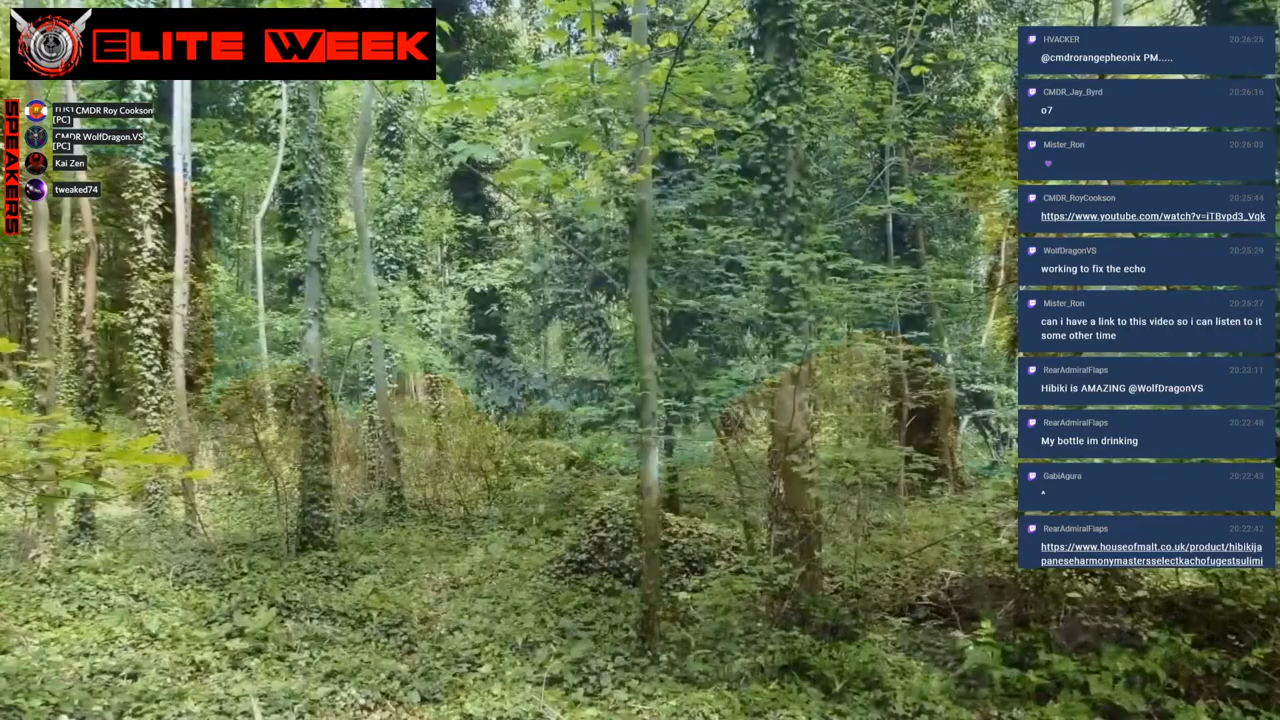 ELITE WEEK
SPEAKERS
[US] CMDR Roy Cookson
[PC]
CMDR WolfDragon.VS
[PC]
Kai Zen
tweaked74
HVACKER 20:26:25
@cmdrorangepheonix PM.....
CMDR_Jay_Byrd 20:26:16
o7
Mister_Ron 20:26:03
💜
CMDR_RoyCookson 20:25:44
https://www.youtube.com/watch?v=iTBvpd3_Vqk
WolfDragonVS 20:25:29
working to fix the echo
Mister_Ron 20:25:27
can i have a link to this video so i can listen to it
some other time
RearAdmiralFlaps 20:23:11
Hibiki is AMAZING @WolfDragonVS
RearAdmiralFlaps 20:22:48
My bottle im drinking
GabiAgura 20:22:43
^
RearAdmiralFlaps 20:22:42
https://www.houseofmalt.co.uk/product/hibikija
paneseharmonymastersselectkachofugestsulimi